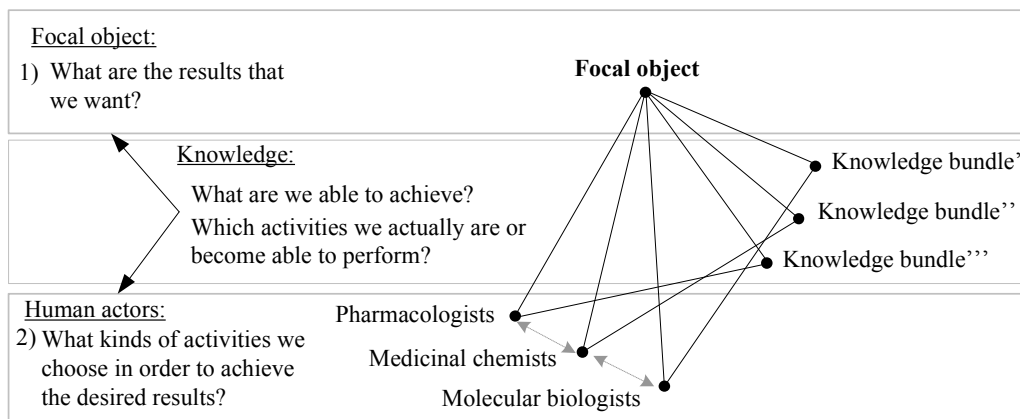 Focal object:
1) What are the results that
we want?
Focal object
Knowledge:
What are we able to achieve?
Which activities we actually are or
become able to perform?
Knowledge bundle’
Knowledge bundle’’
Knowledge bundle’’’
Human actors:
2) What kinds of activities we
choose in order to achieve
the desired results?
Pharmacologists
Medicinal chemists
Molecular biologists